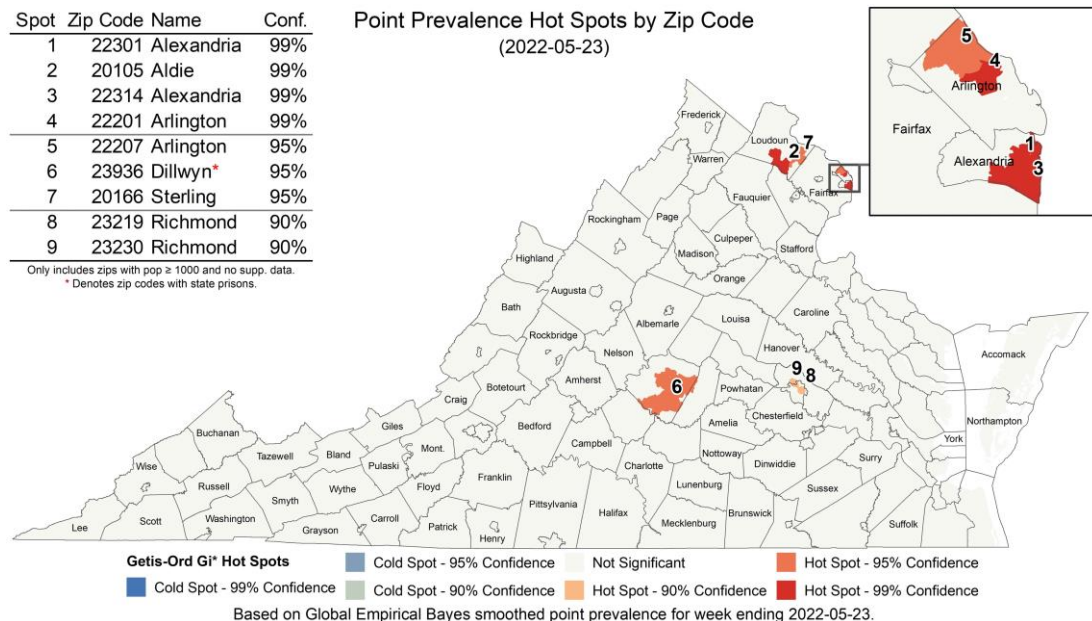 Point Prevalence Hot Spots by Zip Code
(2022-05-23)
Spot Zip Code Name Conf.
1 22301 Alexandria 99%
2 20105 Aldie 99%
3 22314 Alexandria 99%
4 22201 Arlington 99%
5 22207 Arlington 95%
6 23936 Dillwyn* 95%
7 20166 Sterling 95%
8 23219 Richmond 90%
9 23230 Richmond 90%
Only includes zips with pop ≥ 1000 and no supp. data.
* Denotes zip codes with state prisons.
5
4
Arlington
Fairfax
1
Alexandria
3
Frederick
Loudoun
7
2
Warren
Fairfax
Fauquier
Rockingham
Page
Culpeper
Stafford
Madison
Highland
Orange
Augusta
Bath
Louisa
Caroline
Albemarle
Rockbridge
Hanover
Accomack
Nelson
9
8
Amherst
6
Powhatan
Botetourt
Craig
Chesterfield
Northampton
Amelia
Giles
Bedford
Buchanan
Campbell
York
Mont.
Nottoway
Tazewell
Bland
Dinwiddie
Surry
Wise
Pulaski
Charlotte
Franklin
Lunenburg
Russell
Wythe
Floyd
Sussex
Smyth
Pittsylvania
Halifax
Brunswick
Scott
Washington
Carroll
Mecklenburg
Suffolk
Lee
Grayson
Patrick
Henry
Getis-Ord Gi* Hot Spots
Cold Spot - 99% Confidence
Cold Spot - 95% Confidence
Cold Spot - 90% Confidence
Not Significant
Hot Spot - 90% Confidence
Hot Spot - 95% Confidence
Hot Spot - 99% Confidence
Based on Global Empirical Bayes smoothed point prevalence for week ending 2022-05-23.